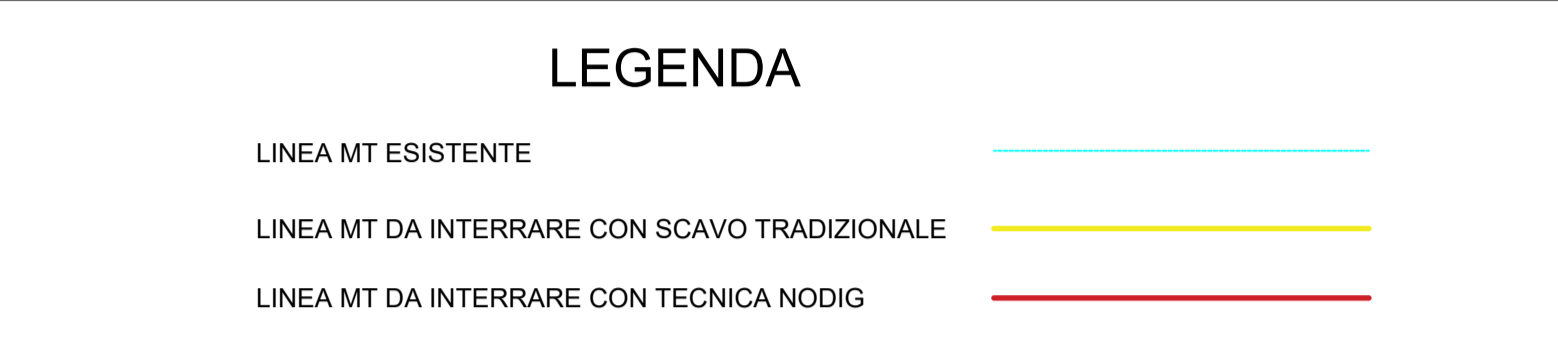 LEGENDA
LINEA MT ESISTENTE
LINEA MT DA INTERRARE CON SCAVO TRADIZIONALE
LINEA MT DA INTERRARE CON TECNICA NODIG